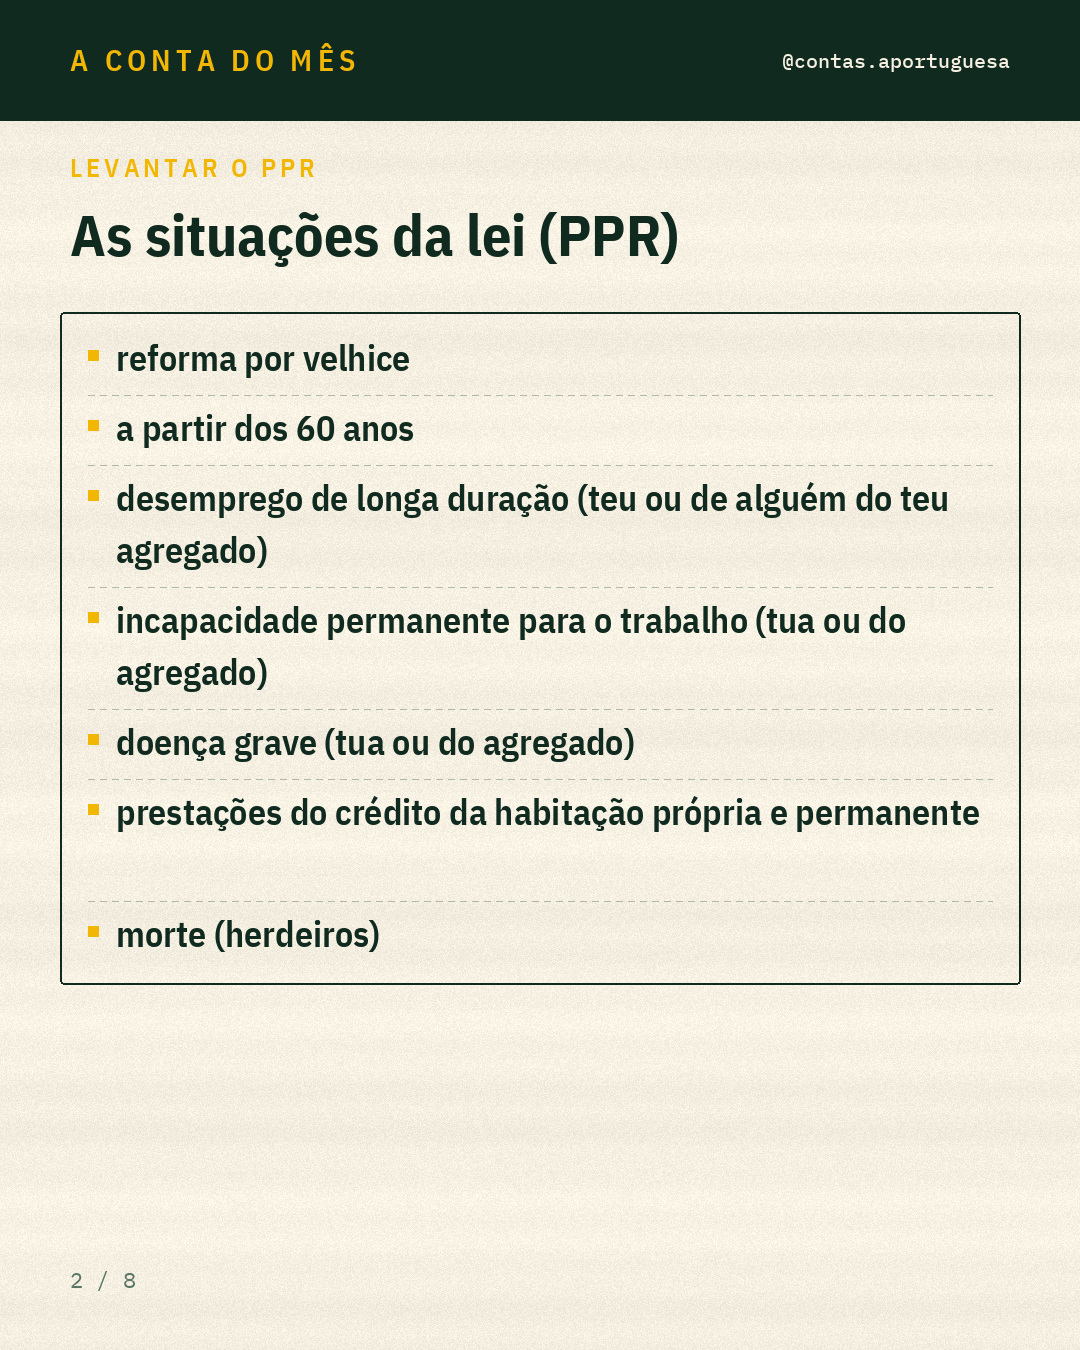 A CONTA DO MÊS
@contas.aportuguesa
LEVANTAR O PPR
As situações da lei (PPR)
reforma por velhice
a partir dos 60 anos
desemprego de longa duração (teu ou de alguém do teu
agregado)
incapacidade permanente para o trabalho (tua ou do
agregado)
doença grave (tua ou do agregado)
prestações do crédito da habitação própria e permanente
morte (herdeiros)
2 / 8